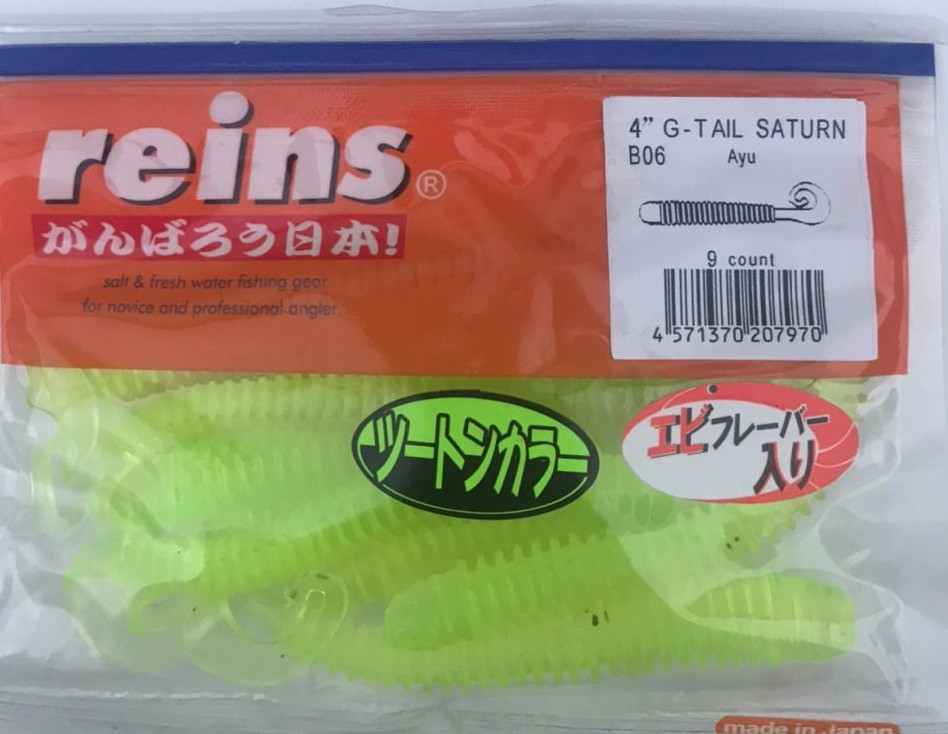 reins®
がんばろう日本!
salt & fresh water fishing gear
for novice and professional angler.
4” G-TAIL SATURN
B06 Ayu
9 count
4 571370 207970
ツートンカラー
エビフレーバー
入り
made in Japan